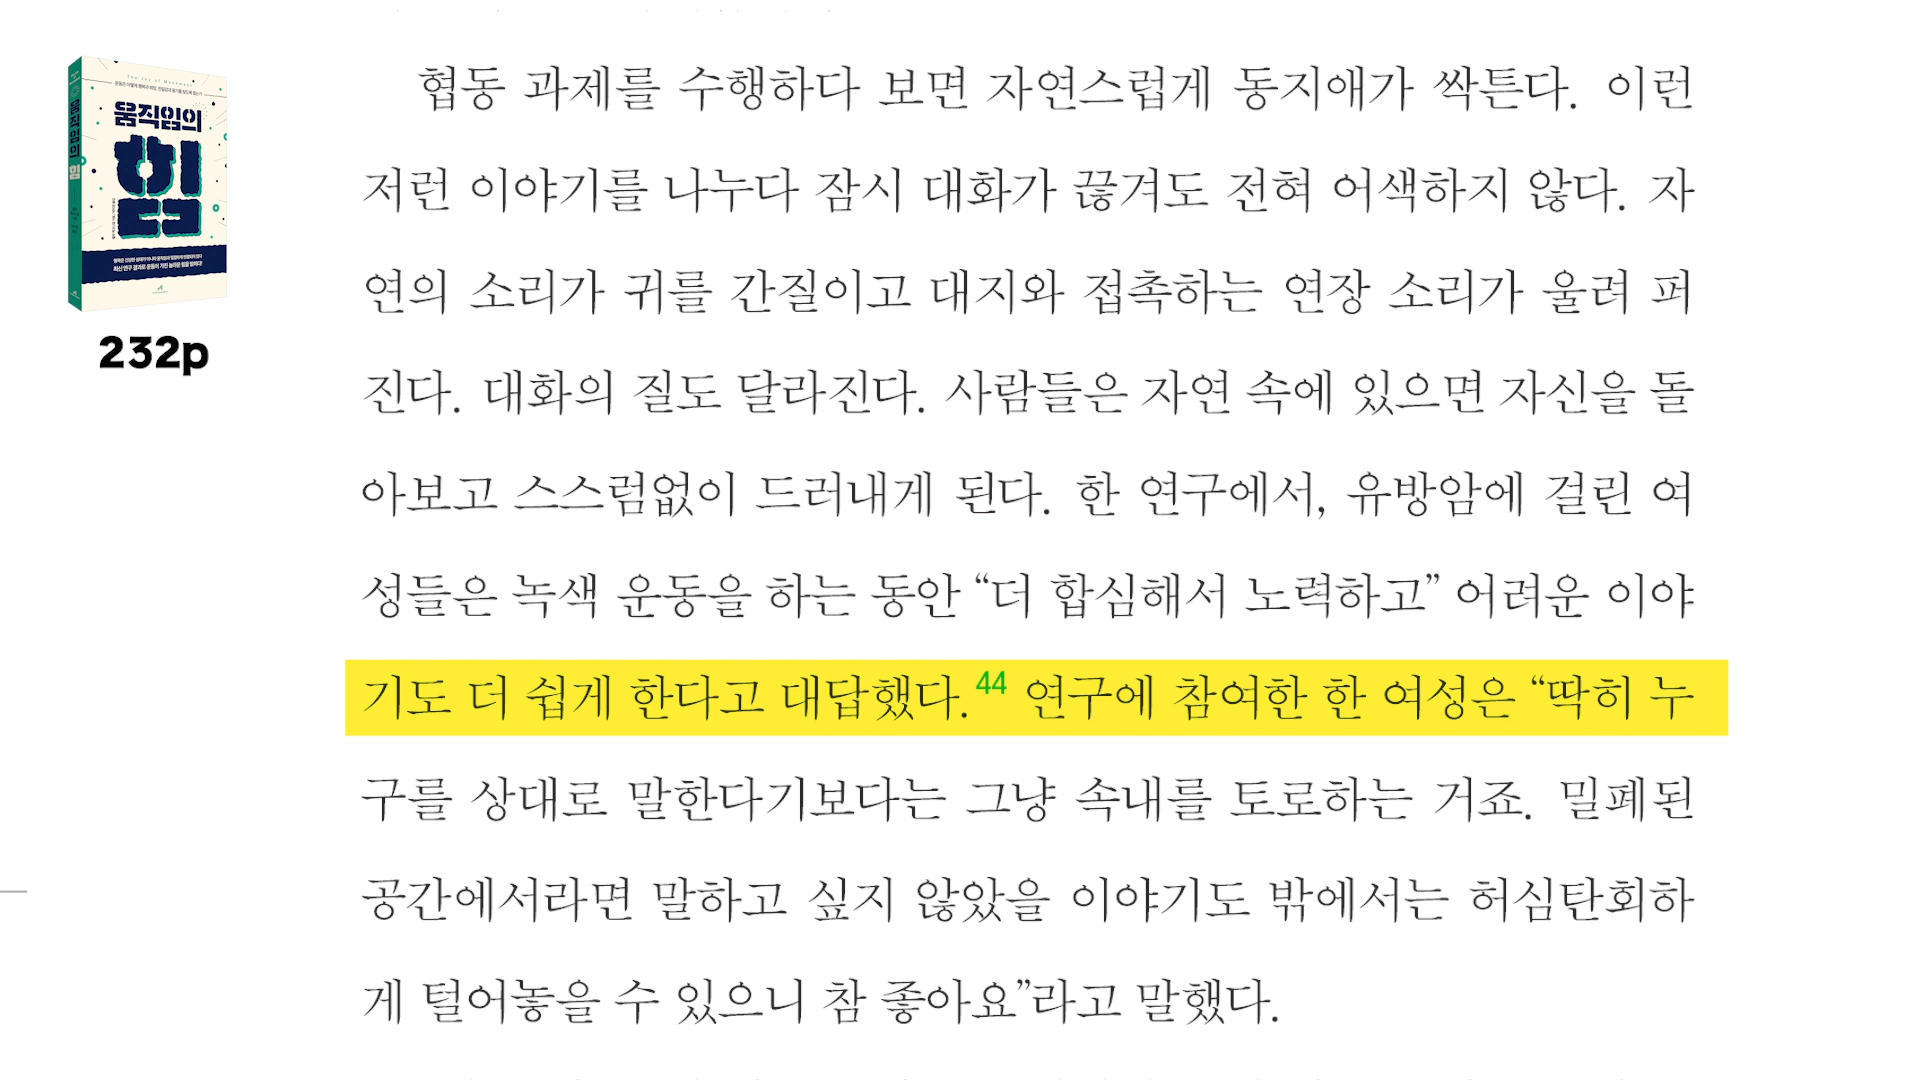 The Joy of Movement
움직임의
힘
움직임의 힘
232p
협동 과제를 수행하다 보면 자연스럽게 동지애가 싹튼다. 이런
저런 이야기를 나누다 잠시 대화가 끊겨도 전혀 어색하지 않다. 자
연의 소리가 귀를 간질이고 대지와 접촉하는 연장 소리가 울려 퍼
진다. 대화의 질도 달라진다. 사람들은 자연 속에 있으면 자신을 돌
아보고 스스럼없이 드러내게 된다. 한 연구에서, 유방암에 걸린 여
성들은 녹색 운동을 하는 동안 “더 합심해서 노력하고” 어려운 이야
기도 더 쉽게 한다고 대답했다.44 연구에 참여한 한 여성은 “딱히 누
구를 상대로 말한다기보다는 그냥 속내를 토로하는 거죠. 밀폐된
공간에서라면 말하고 싶지 않았을 이야기도 밖에서는 허심탄회하
게 털어놓을 수 있으니 참 좋아요”라고 말했다.